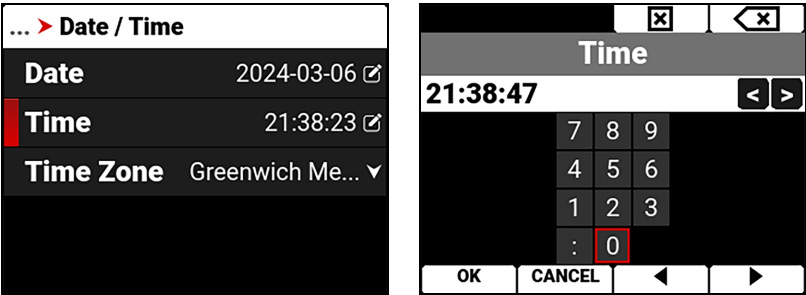 ... > Date / Time
Date 2024-03-06
Time 21:38:23
Time Zone Greenwich Me...
Time
21:38:47 < >
7 8 9
4 5 6
1 2 3
: 0
OK CANCEL